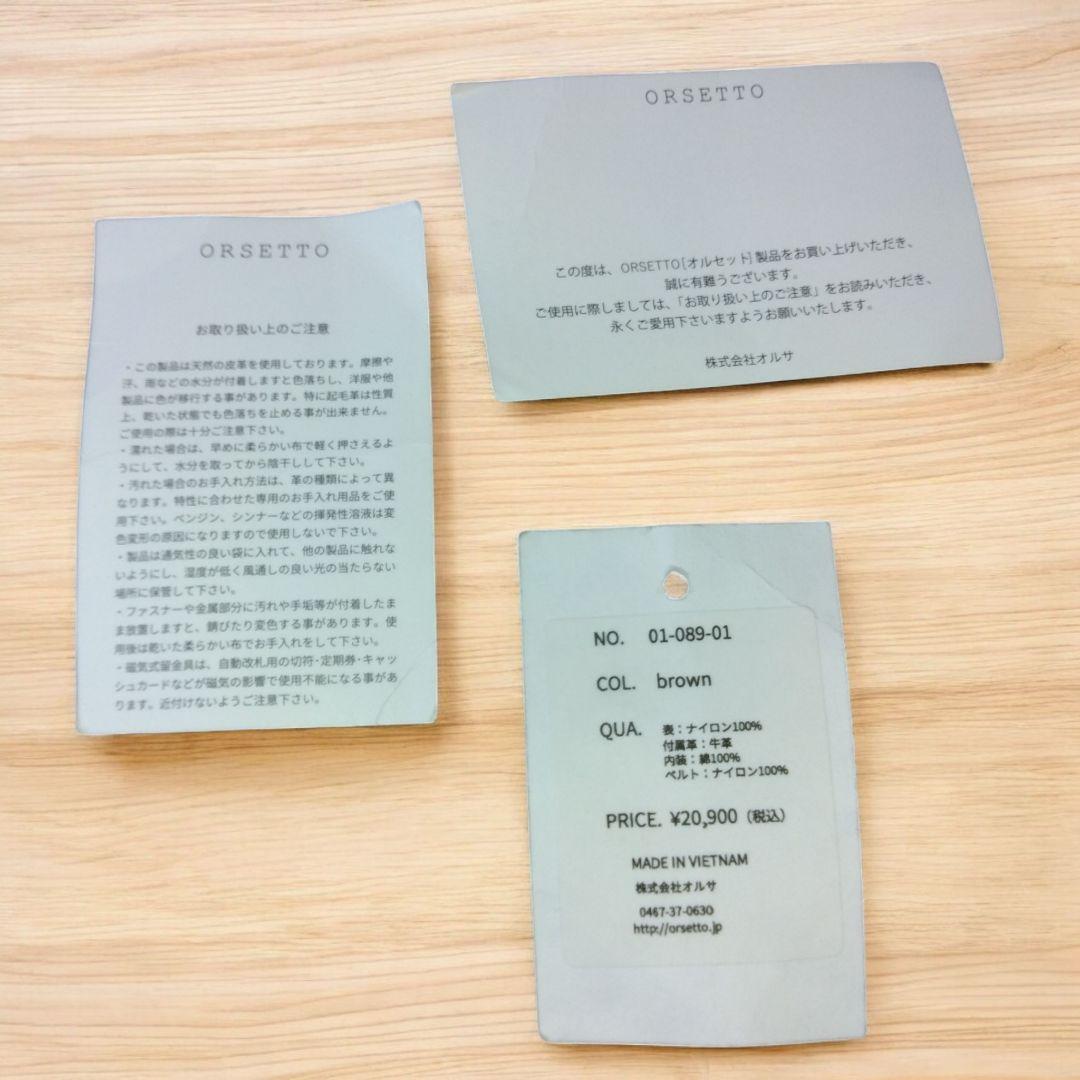 ORSETTO
お取り扱い上のご注意
・この製品は天然の皮革を使用しております。摩擦や
汗、雨などの水分が付着しますと色落ちし、洋服や他
製品に色が移行する事があります。特に起毛革は性質
上、乾いた状態でも色落ちを止める事が出来ません。
ご使用の際は十分ご注意下さい。
・濡れた場合は、早めに柔らかい布で軽く押さえるよ
うにして、水分を取ってから陰干しして下さい。
・汚れた場合のお手入れ方法は、革の種類によって異
なります。特性に合わせた専用のお手入れ用品をご使
用下さい。ベンジン、シンナーなどの揮発性溶液は変
色変形の原因になりますので使用しないで下さい。
・製品は通気性の良い袋に入れて、他の製品に触れな
いようにし、湿度が低く風通しの良い光の当たらない
場所に保管して下さい。
・ファスナーや金属部分に汚れや手垢等が付着したま
ま放置しますと、錆びたり変色する事があります。使
用後は乾いた柔らかい布でお手入れをして下さい。
・磁気式留金具は、自動改札用の切符･定期券･キャッ
シュカードなどが磁気の影響で使用不能になる事があ
ります。近付けないようご注意下さい。
ORSETTO
この度は、ORSETTO[オルセット]製品をお買い上げいただき、
誠に有難うございます。
ご使用に際しましては、「お取り扱い上のご注意」をお読みいただき、
永くご愛用下さいますようお願いいたします。
株式会社オルサ
NO. 01-089-01
COL. brown
QUA. 表：ナイロン100%
付属革：牛革
内装：綿100%
ベルト：ナイロン100%
PRICE. ¥20,900（税込）
MADE IN VIETNAM
株式会社オルサ
0467-37-0630
http://orsetto.jp